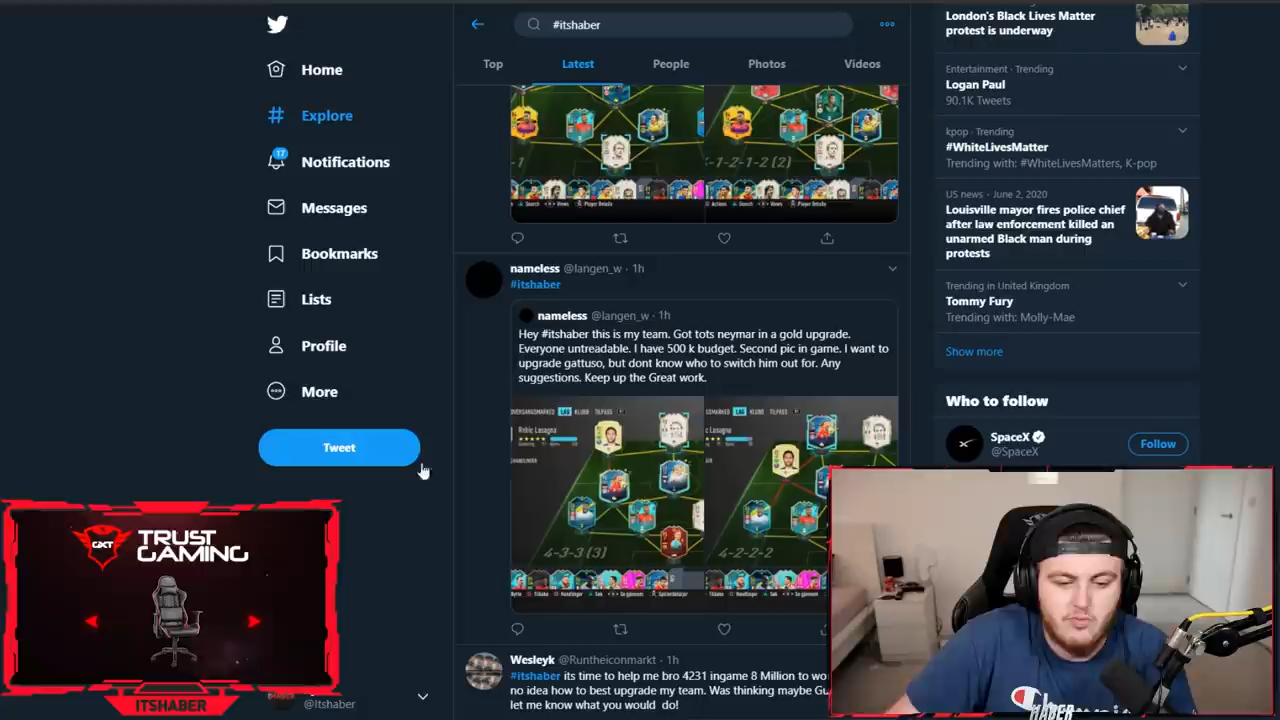 #itshaber
Home
Explore
17
Notifications
Messages
Bookmarks
Lists
Profile
More
Tweet
@Itshaber
Top
Latest
People
Photos
Videos
nameless @langen_w · 1h
#itshaber
nameless @langen_w · 1h
Hey #itshaber this is my team. Got tots neymar in a gold upgrade.
Everyone untreadable. I have 500 k budget. Second pic in game. I want to
upgrade gattuso, but dont know who to switch him out for. Any
suggestions. Keep up the Great work.
4-3-3 (3)
4-2-2-2
Wesleyk @Runtheiconmarkt · 1h
#itshaber its time to help me bro 4231 ingame 8 Million to
no idea how to best upgrade my team. Was thinking maybe
let me know what you would do!
London's Black Lives Matter
protest is underway
Entertainment · Trending
Logan Paul
90.1K Tweets
kpop · Trending
#WhiteLivesMatter
Trending with: #WhiteLivesMatters, K-pop
US news · June 2, 2020
Louisville mayor fires police chief
after law enforcement killed an
unarmed Black man during
protests
Trending in United Kingdom
Tommy Fury
Trending with: Molly-Mae
Show more
Who to follow
SpaceX
@SpaceX
Follow
GXT
TRUST
GAMING
ITSHABER
Champion
HABER